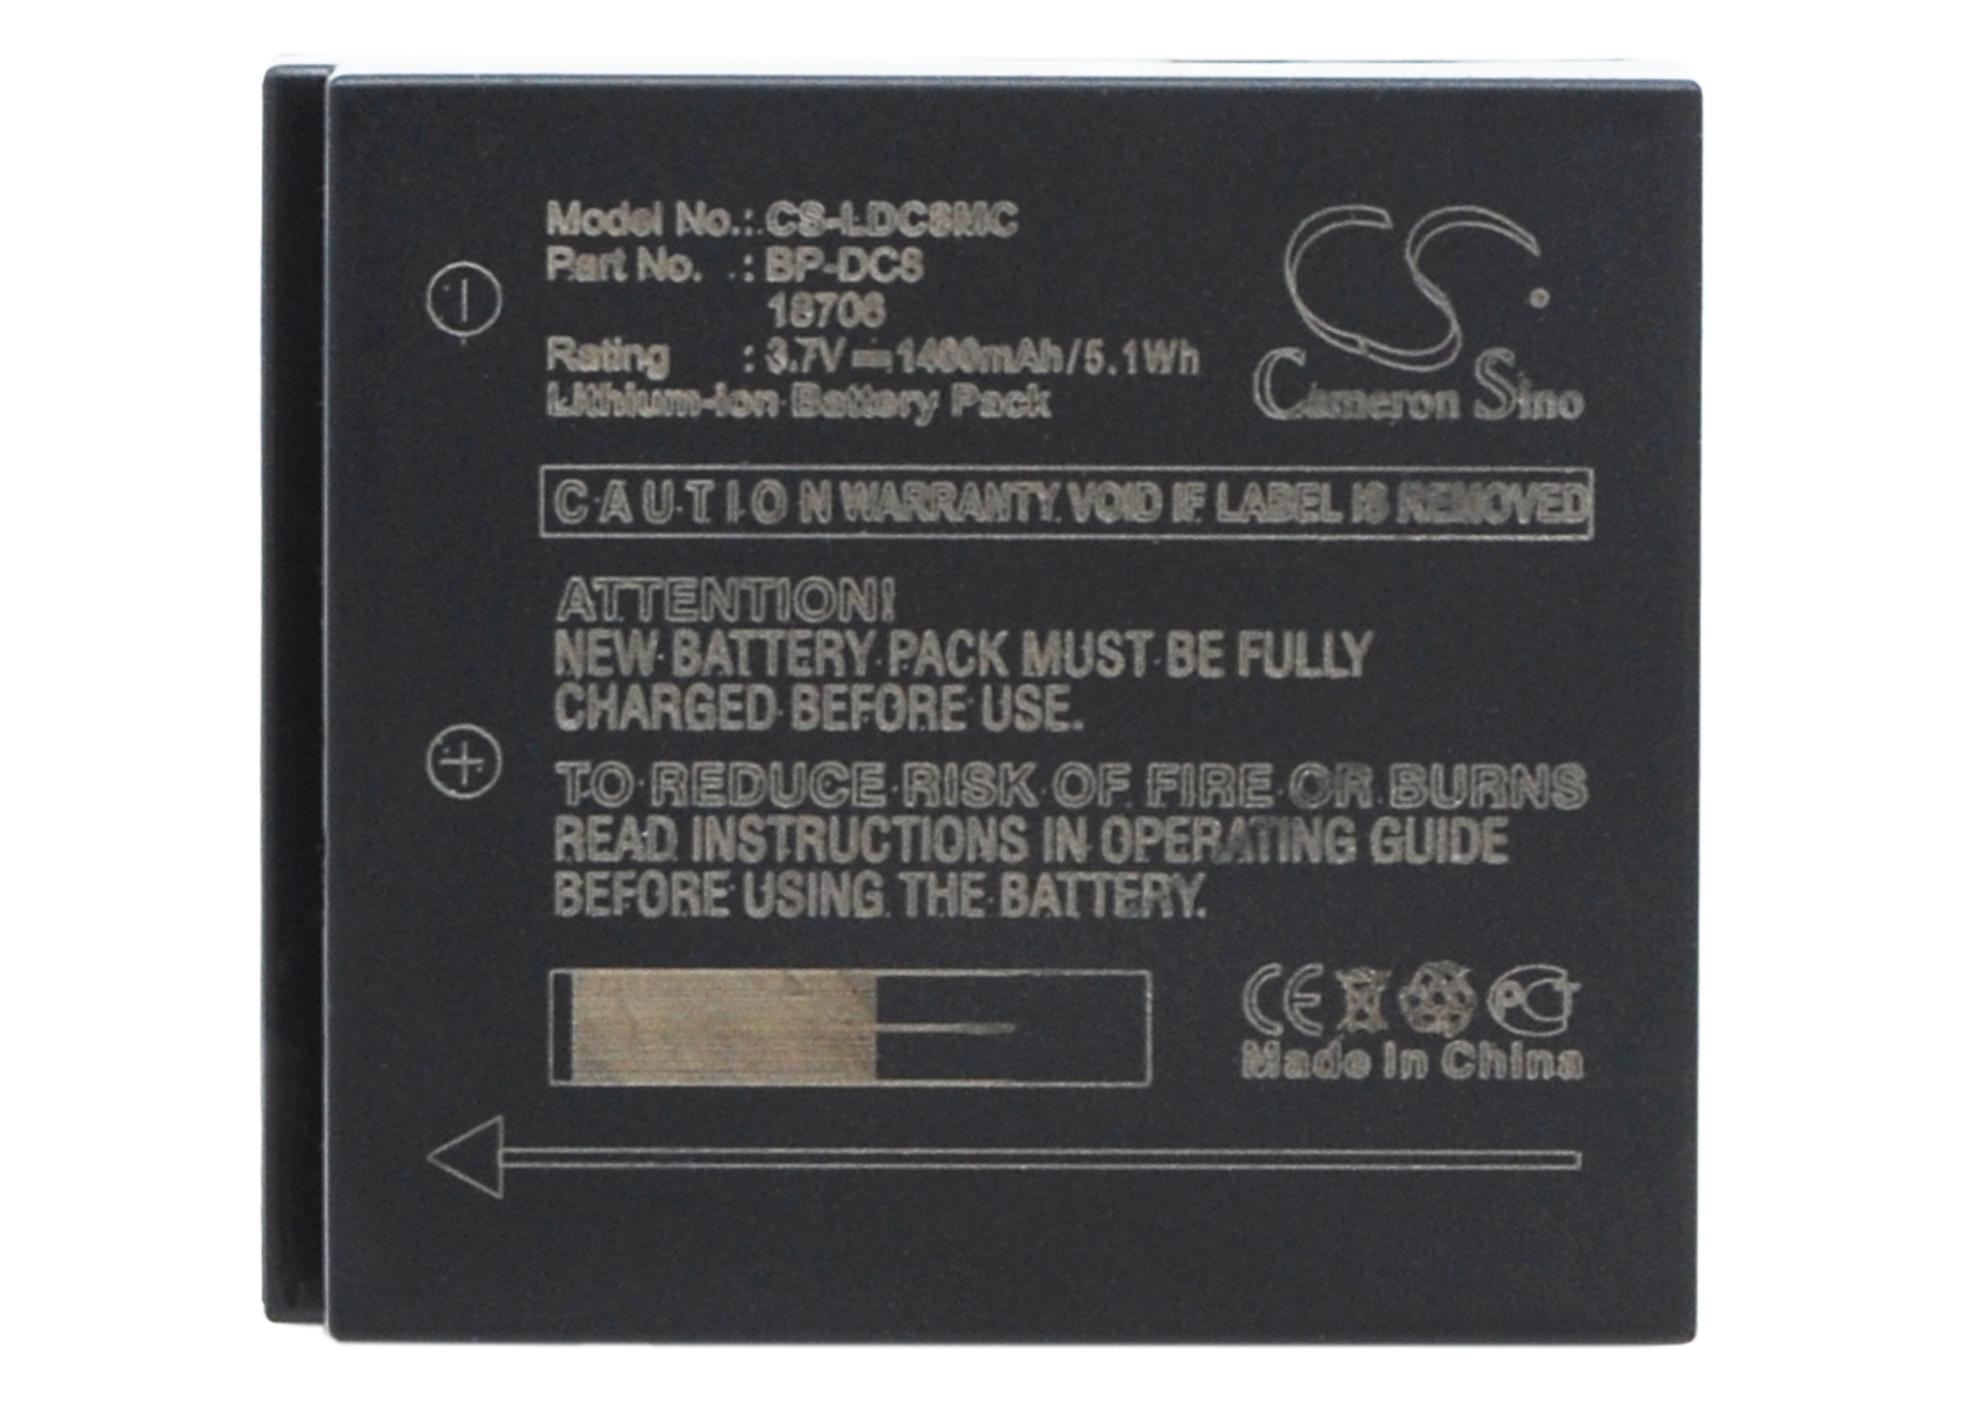 Model No.: CS-LDC8MC
Part No. : BP-DC8
18706
Rating : 3.7V 1400mAh/5.1Wh
Lithium-ion Battery Pack
CS
Cameron Sino
CAUTION WARRANTY VOID IF LABEL IS REMOVED
ATTENTION!
NEW BATTERY PACK MUST BE FULLY
CHARGED BEFORE USE.
TO REDUCE RISK OF FIRE OR BURNS
READ INSTRUCTIONS IN OPERATING GUIDE
BEFORE USING THE BATTERY.
CE PCT
Made in China